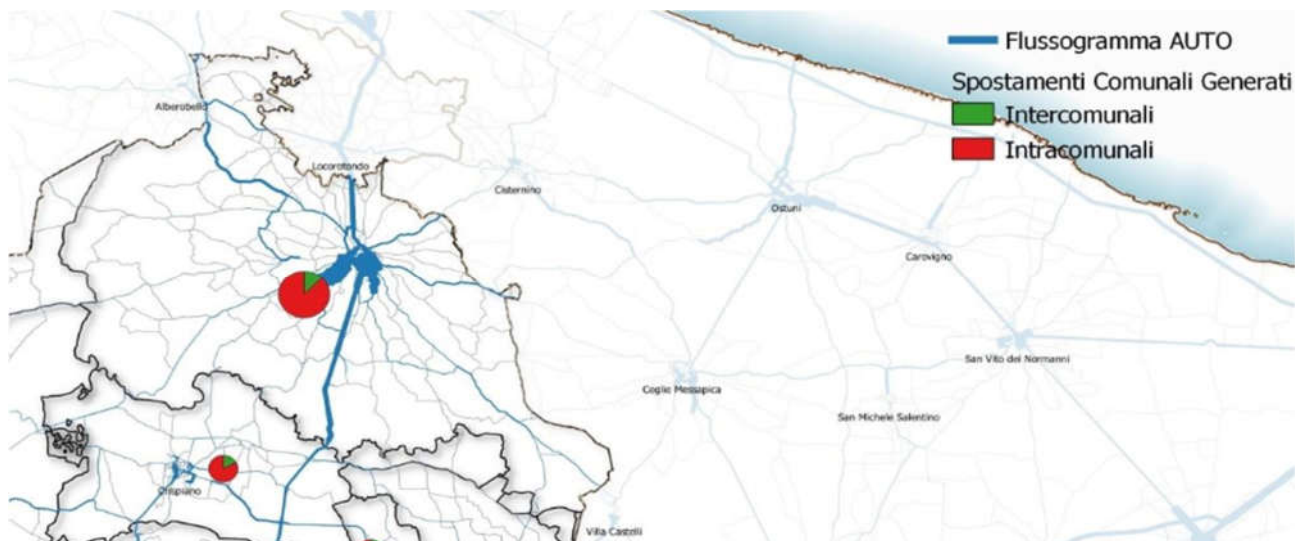 Flussogramma AUTO
Spostamenti Comunali Generati
Intercomunali
Intracomunali
Alberobello
Locorotondo
Cisternino
Ostuni
Carovigno
San Vito dei Normanni
Ceglie Messapica
San Michele Salentino
Crispiano
Villa Castelli